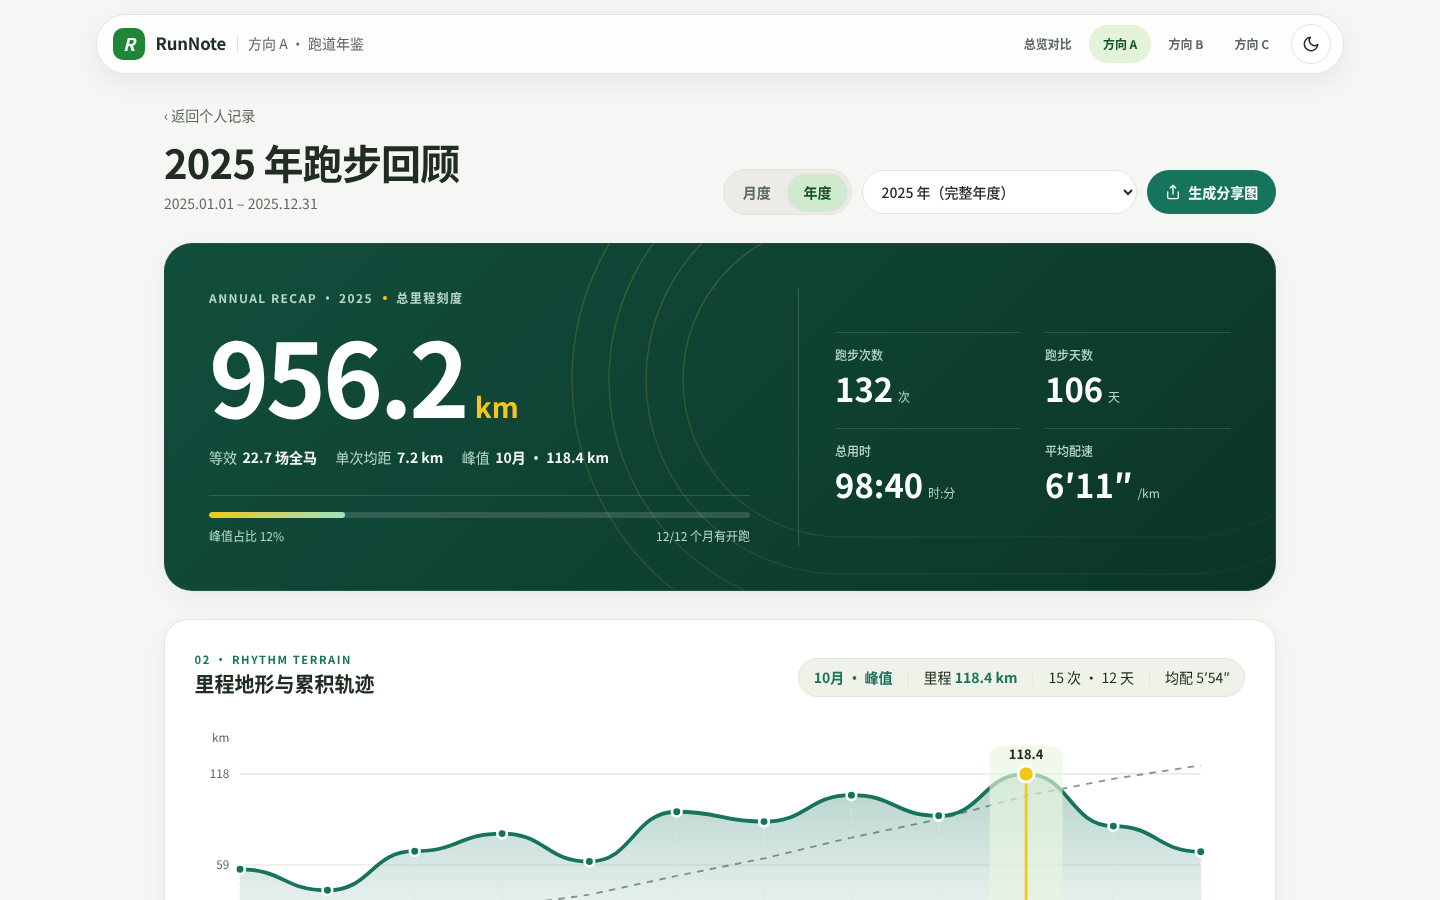 R RunNote 方向 A · 跑道年鉴 总览对比 方向 A 方向 B 方向 C
‹ 返回个人记录
2025 年跑步回顾
2025.01.01 – 2025.12.31
月度 年度 2025 年（完整年度） 生成分享图
ANNUAL RECAP · 2025 • 总里程刻度
956.2 km
等效 22.7 场全马 单次均距 7.2 km 峰值 10月 · 118.4 km
峰值占比 12% 12/12 个月有开跑
跑步次数
132 次
跑步天数
106 天
总用时
98:40 时:分
平均配速
6′11″ /km
02 · RHYTHM TERRAIN
里程地形与累积轨迹
10月 · 峰值 里程 118.4 km 15 次 · 12 天 均配 5′54″
km
118.4
118
59